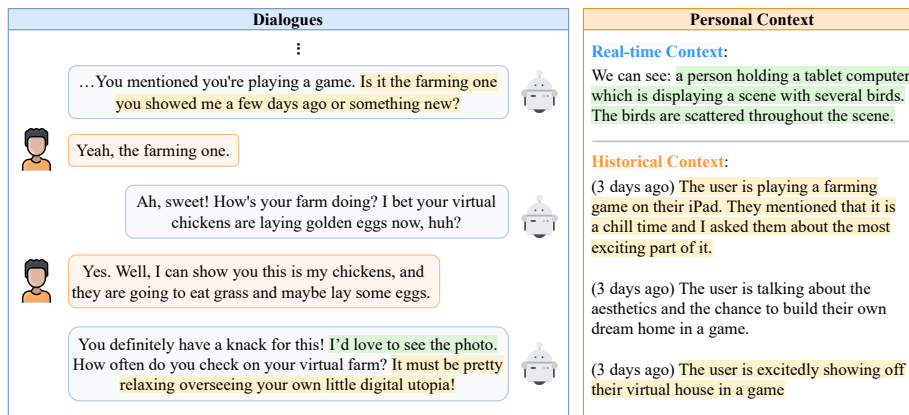 Dialogues
⋮
…You mentioned you're playing a game. Is it the farming one
you showed me a few days ago or something new?
Yeah, the farming one.
Ah, sweet! How's your farm doing? I bet your virtual
chickens are laying golden eggs now, huh?
Yes. Well, I can show you this is my chickens, and
they are going to eat grass and maybe lay some eggs.
You definitely have a knack for this! I'd love to see the photo.
How often do you check on your virtual farm? It must be pretty
relaxing overseeing your own little digital utopia!
Personal Context
Real-time Context:
We can see: a person holding a tablet computer
which is displaying a scene with several birds.
The birds are scattered throughout the scene.
Historical Context:
(3 days ago) The user is playing a farming
game on their iPad. They mentioned that it is
a chill time and I asked them about the most
exciting part of it.
(3 days ago) The user is talking about the
aesthetics and the chance to build their own
dream home in a game.
(3 days ago) The user is excitedly showing off
their virtual house in a game